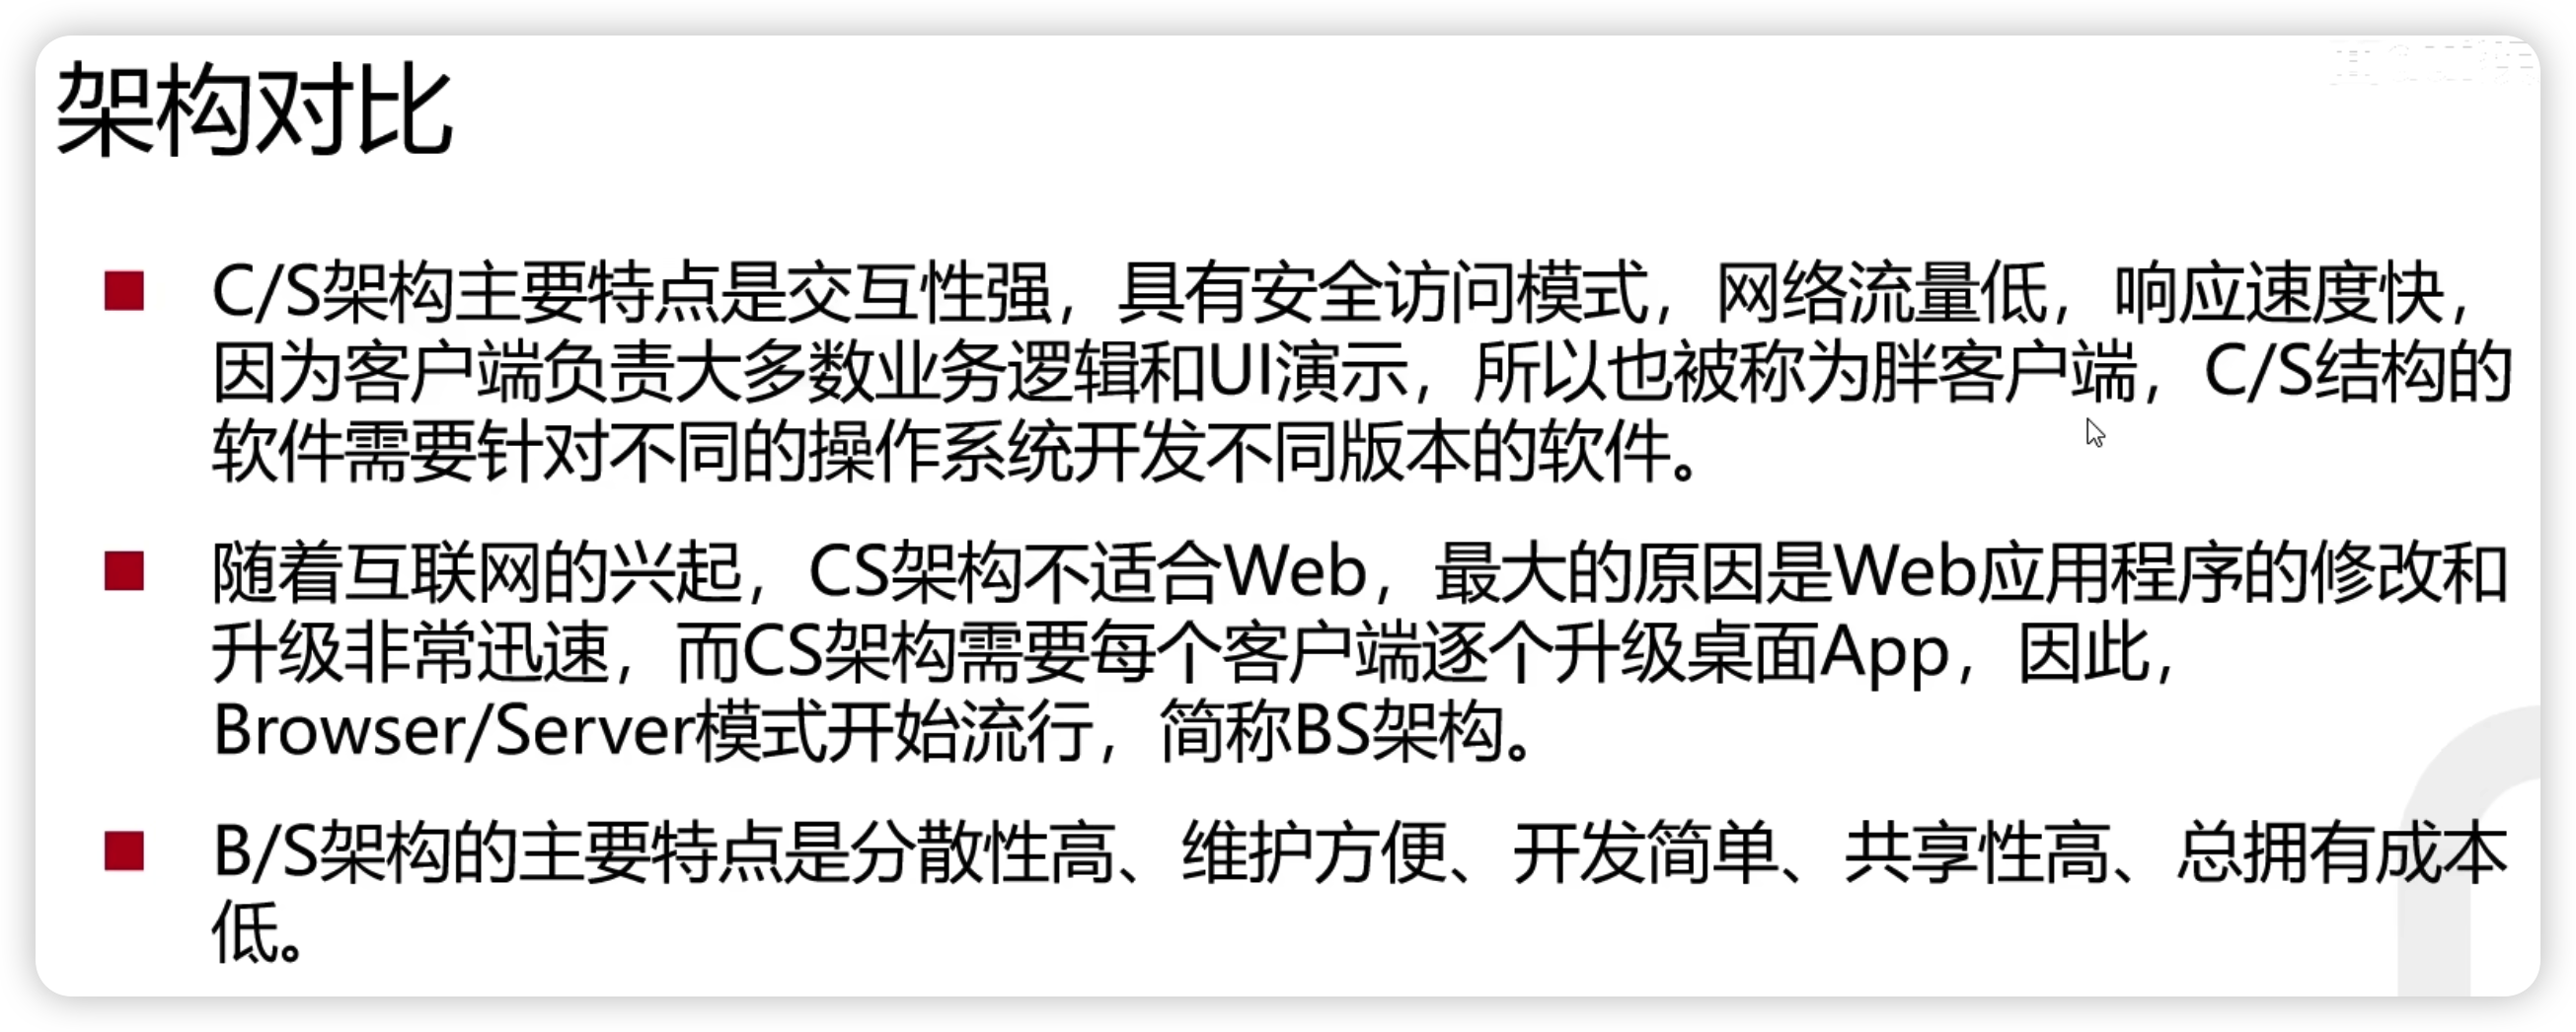 架构对比
C/S架构主要特点是交互性强，具有安全访问模式，网络流量低，响应速度快，
因为客户端负责大多数业务逻辑和UI演示，所以也被称为胖客户端，C/S结构的
软件需要针对不同的操作系统开发不同版本的软件。
随着互联网的兴起，CS架构不适合Web，最大的原因是Web应用程序的修改和
升级非常迅速，而CS架构需要每个客户端逐个升级桌面App，因此，
Browser/Server模式开始流行，简称BS架构。
B/S架构的主要特点是分散性高、维护方便、开发简单、共享性高、总拥有成本
低。